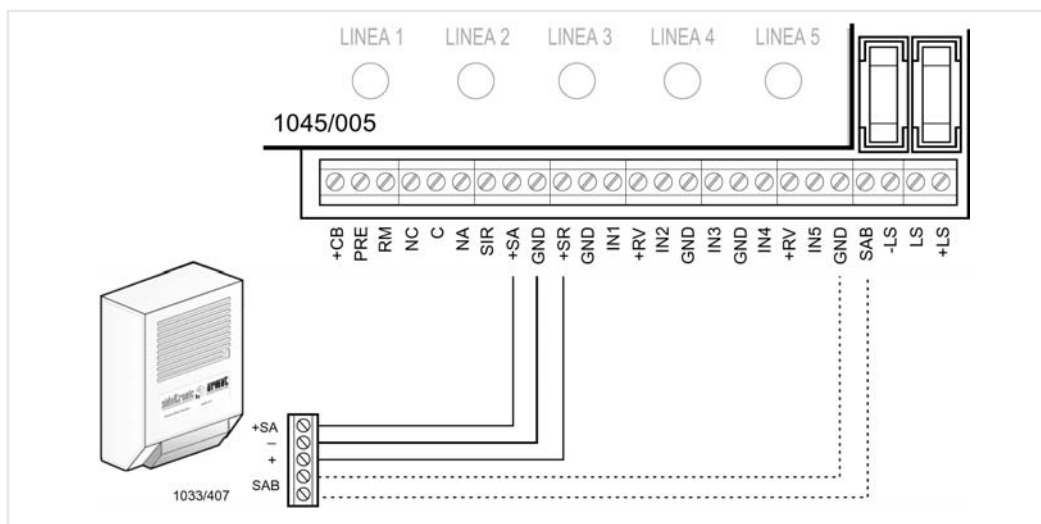 LINEA 1 LINEA 2 LINEA 3 LINEA 4 LINEA 5
1045/005
+CB PRE RM NC C NA SIR +SA GND +SR GND IN1 +RV IN2 GND IN3 GND IN4 +RV IN5 GND SAB -LS LS +LS
+SA
–
+
SAB
1033/407